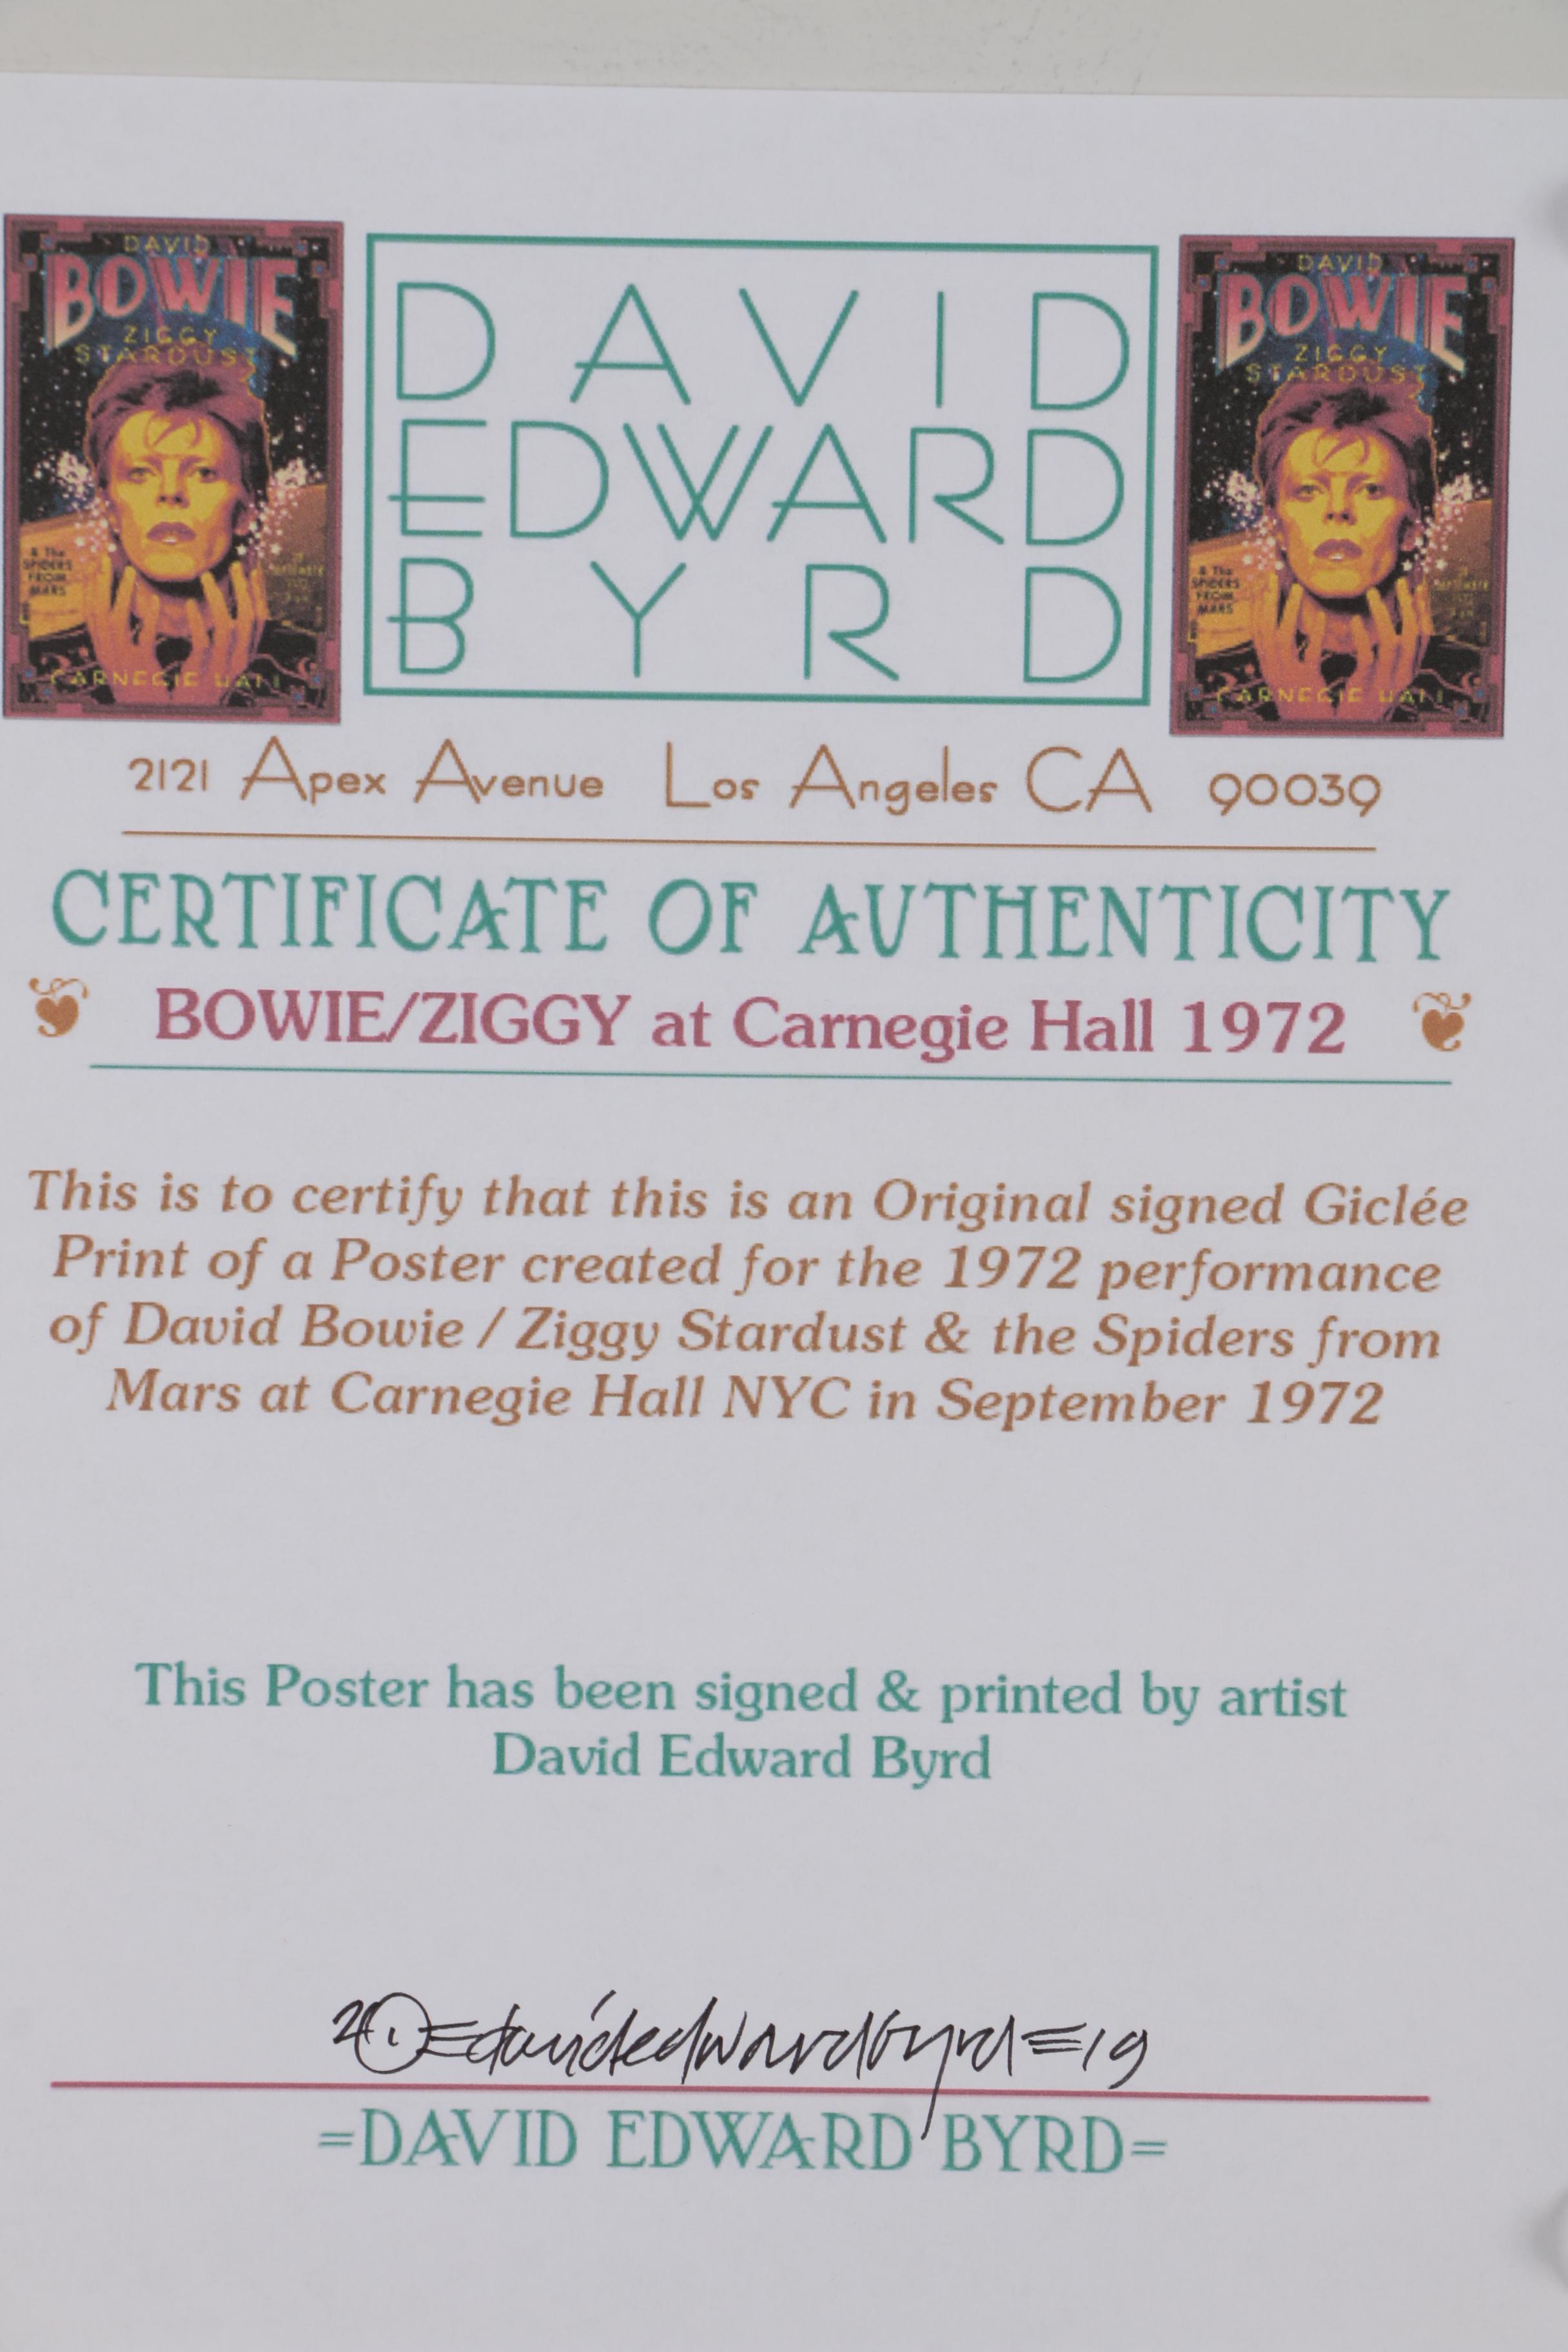 DAVID
BOWIE
ZIGGY
STARDUST
& The
SPIDERS
FROM
MARS
CARNEGIE HALL
DAVID
EDWARD
BYRD
DAVID
BOWIE
ZIGGY
STARDUST
& The
SPIDERS
FROM
MARS
CARNEGIE HALL
2121 Apex Avenue Los Angeles CA 90039
CERTIFICATE OF AUTHENTICITY
BOWIE/ZIGGY at Carnegie Hall 1972
This is to certify that this is an Original signed Giclée
Print of a Poster created for the 1972 performance
of David Bowie / Ziggy Stardust & the Spiders from
Mars at Carnegie Hall NYC in September 1972
This Poster has been signed & printed by artist
David Edward Byrd
davidedwardbyrd=19
=DAVID EDWARD BYRD=